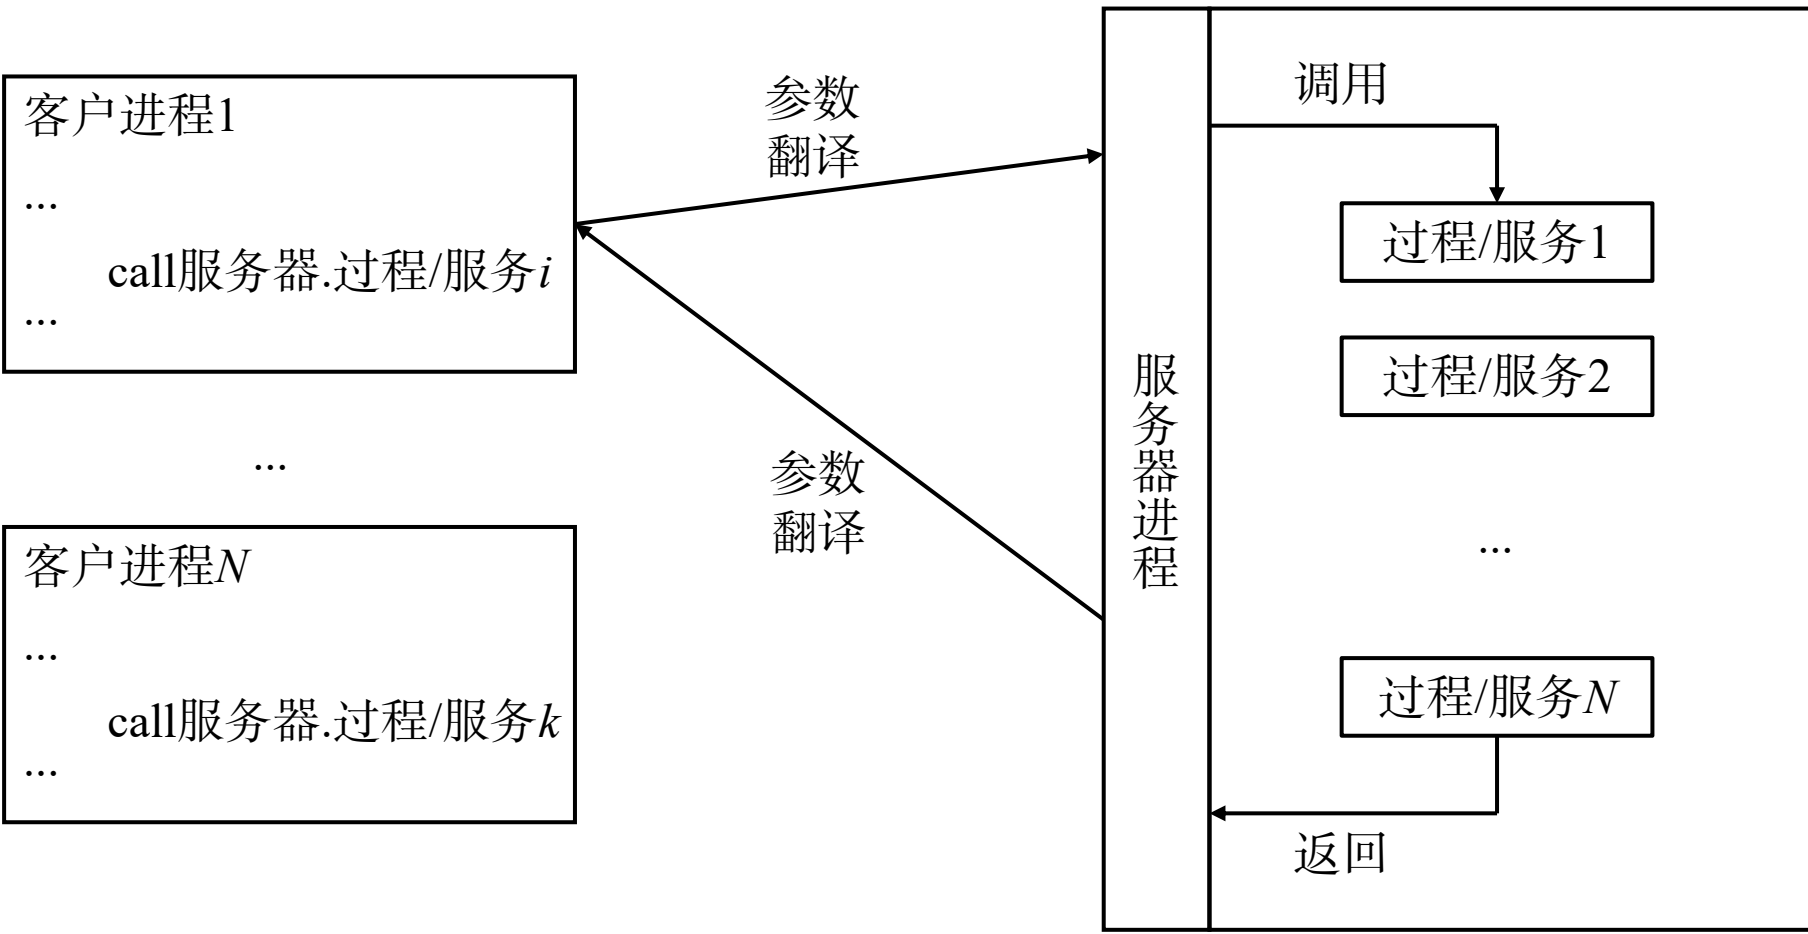 客户进程1
...
call服务器.过程/服务i
...
...
客户进程N
...
call服务器.过程/服务k
...
参数
翻译
参数
翻译
服务器进程
调用
过程/服务1
过程/服务2
...
过程/服务N
返回